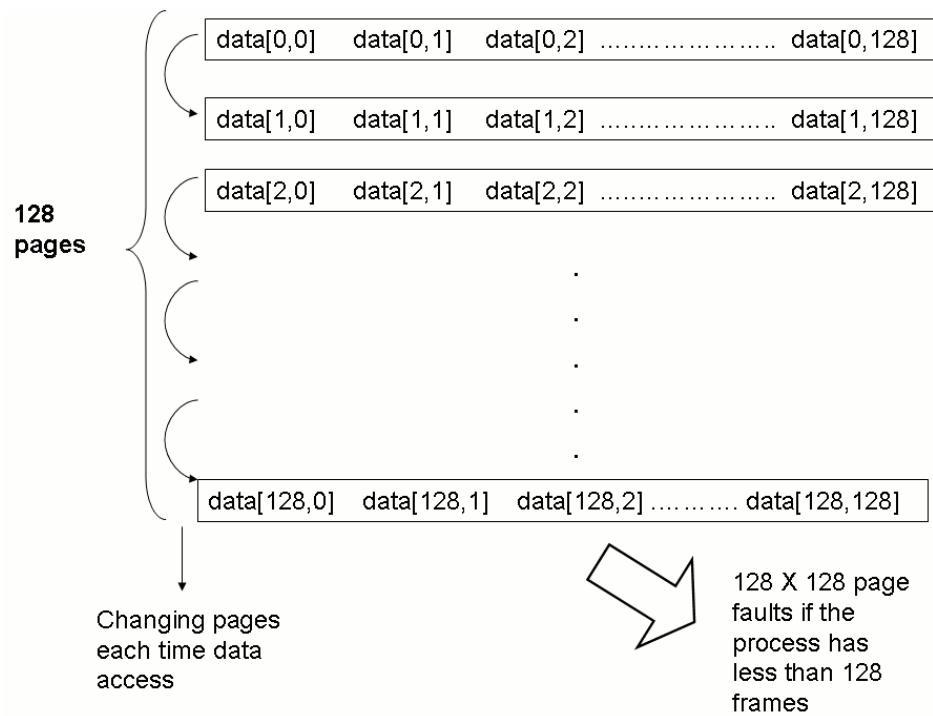 data[0,0] data[0,1] data[0,2] ………………….. data[0,128]
data[1,0] data[1,1] data[1,2] ………………….. data[1,128]
data[2,0] data[2,1] data[2,2] ………………….. data[2,128]
128
pages
.
.
.
.
.
data[128,0] data[128,1] data[128,2] ………. data[128,128]
Changing pages
each time data
access
128 X 128 page
faults if the
process has
less than 128
frames